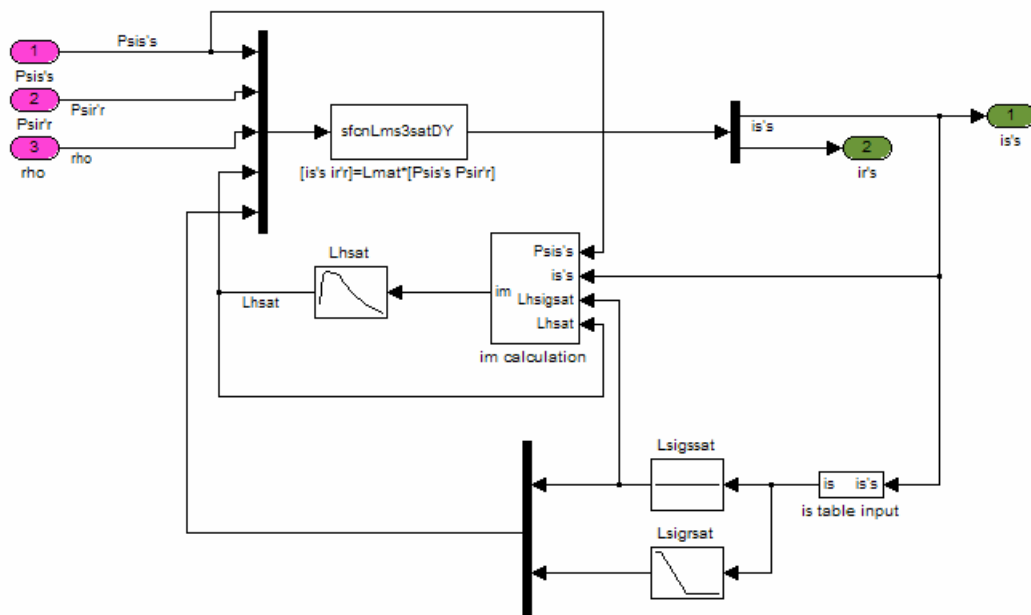 1
Psis's
Psis's
2
Psir'r
Psir'r
3
rho
rho
sfcnLms3satDY
[is's ir'r]=Lmat*[Psis's Psir'r]
is's
1
is's
2
ir's
Lhsat
Lhsat
Psis's
is's
im
Lhsigsat
Lhsat
im calculation
Lsigssat
is is's
is table input
Lsigrsat